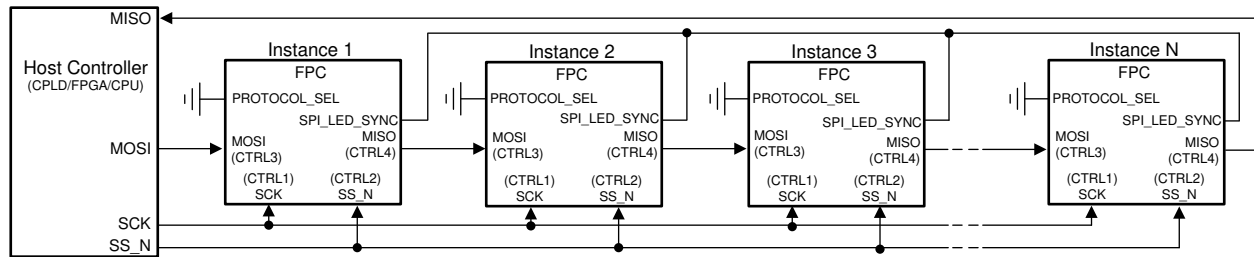 MISO
Host Controller
(CPLD/FPGA/CPU)
MOSI
SCK
SS_N
Instance 1
FPC
PROTOCOL_SEL
SPI_LED_SYNC
MOSI
(CTRL3)
MISO
(CTRL4)
(CTRL1)
SCK
(CTRL2)
SS_N
Instance 2
FPC
PROTOCOL_SEL
SPI_LED_SYNC
MOSI
(CTRL3)
MISO
(CTRL4)
(CTRL1)
SCK
(CTRL2)
SS_N
Instance 3
FPC
PROTOCOL_SEL
SPI_LED_SYNC
MOSI
(CTRL3)
MISO
(CTRL4)
(CTRL1)
SCK
(CTRL2)
SS_N
Instance N
FPC
PROTOCOL_SEL
SPI_LED_SYNC
MOSI
(CTRL3)
MISO
(CTRL4)
(CTRL1)
SCK
(CTRL2)
SS_N